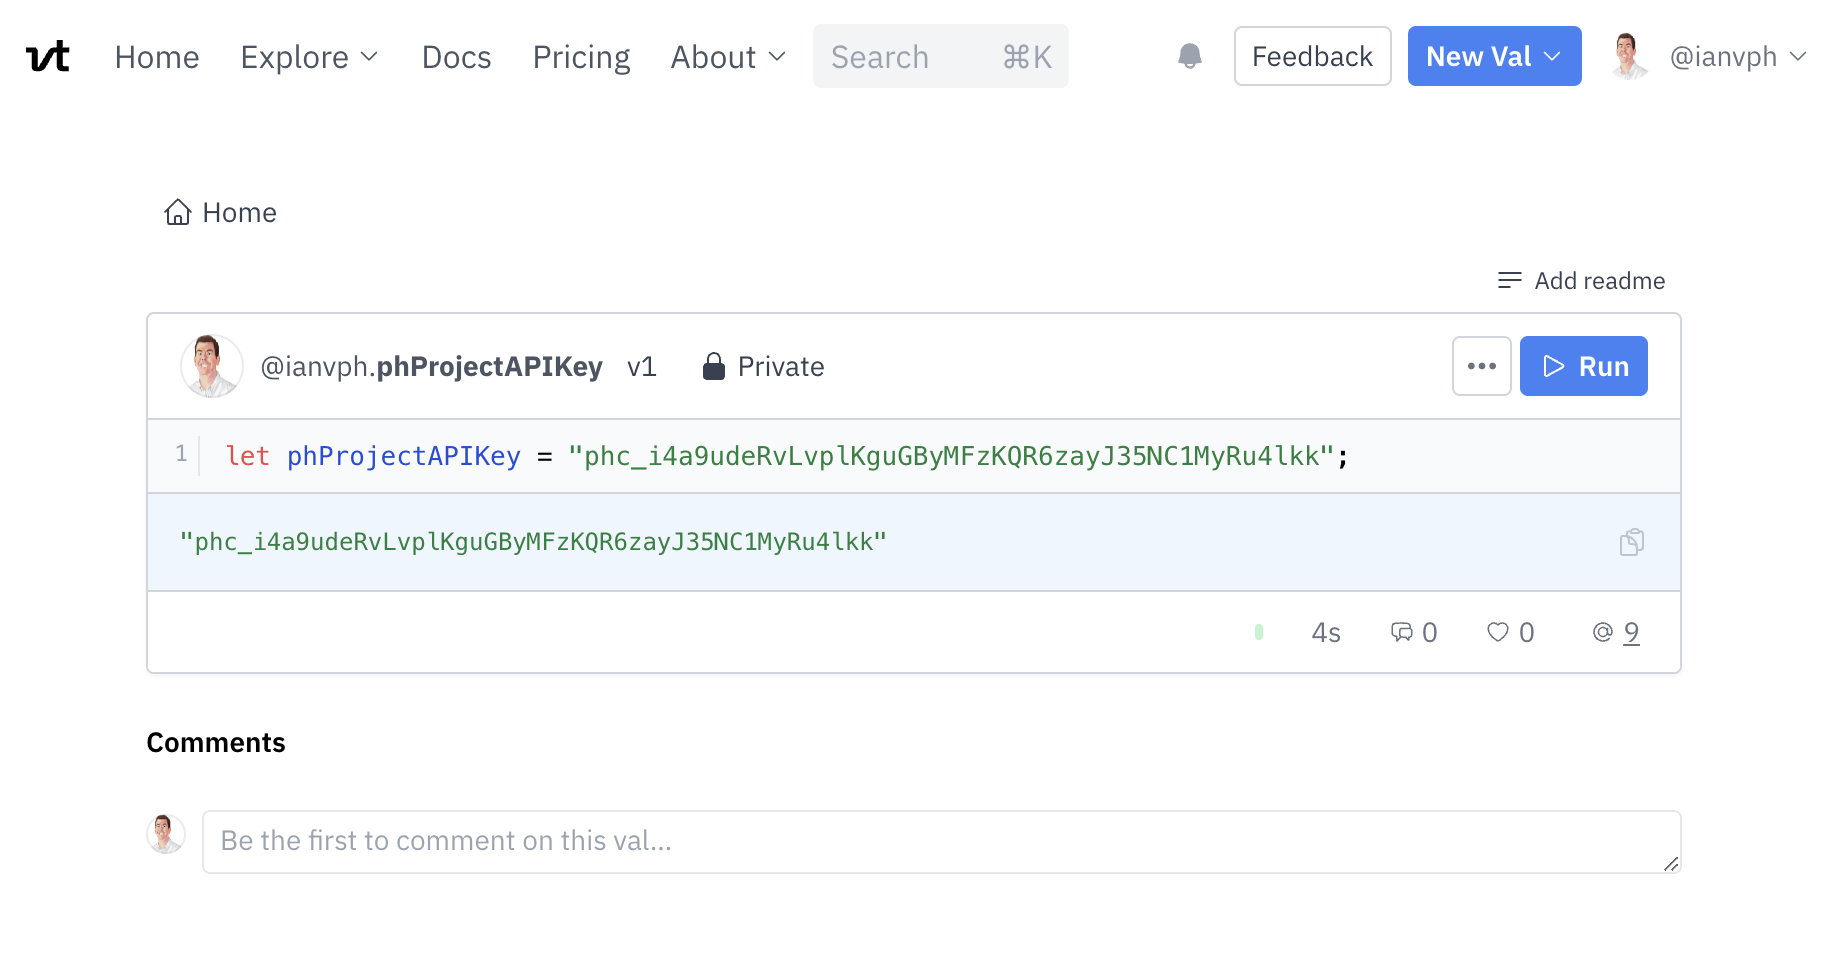 vt Home Explore Docs Pricing About Search ⌘K Feedback New Val @ianvph
Home
Add readme
@ianvph.phProjectAPIKey v1 Private Run
1 let phProjectAPIKey = "phc_i4a9udeRvLvplKguGByMFzKQR6zayJ35NC1MyRu4lkk";
"phc_i4a9udeRvLvplKguGByMFzKQR6zayJ35NC1MyRu4lkk"
4s 0 0 9
Comments
Be the first to comment on this val...